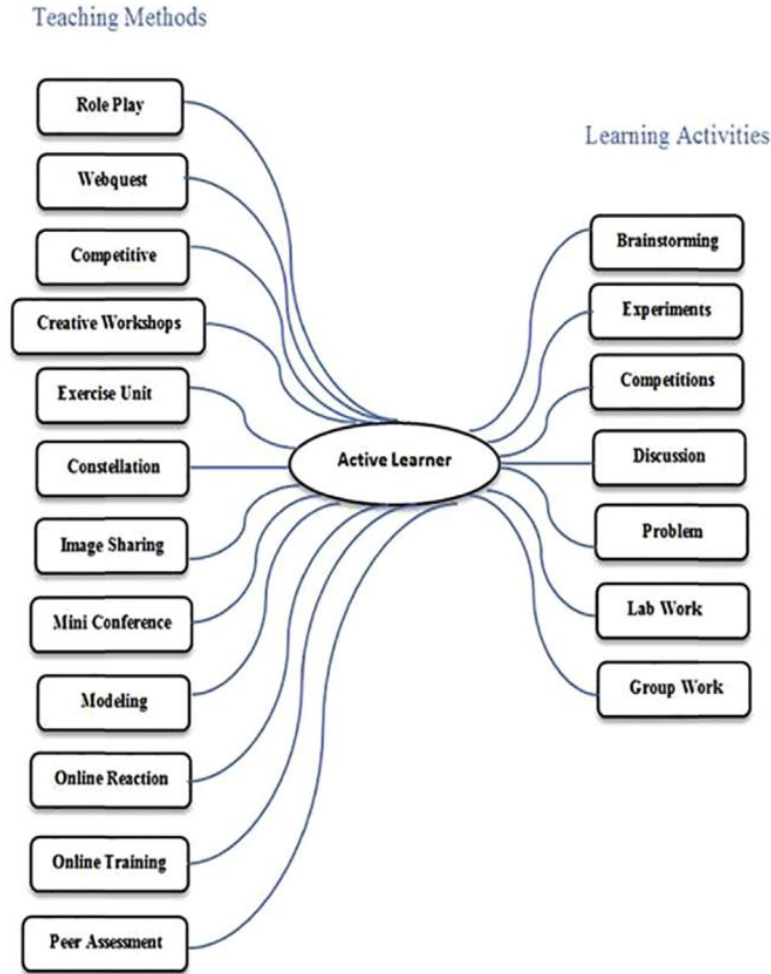 Teaching Methods
Role Play
Webquest
Competitive
Creative Workshops
Exercise Unit
Constellation
Image Sharing
Mini Conference
Modeling
Online Reaction
Online Training
Peer Assessment
Active Learner
Learning Activities
Brainstorming
Experiments
Competitions
Discussion
Problem
Lab Work
Group Work